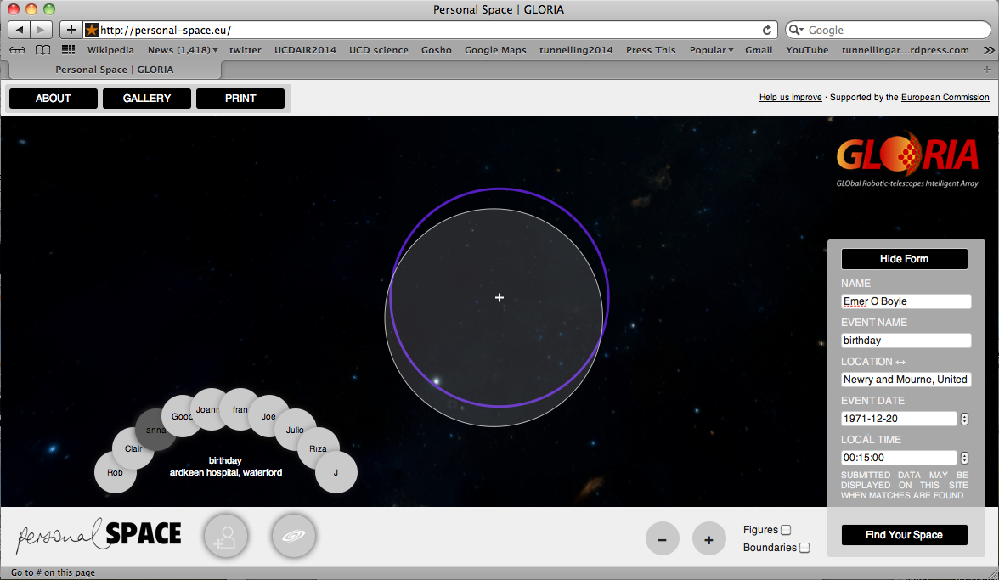 Personal Space | GLORIA
http://personal-space.eu/
Google
Wikipedia News (1,418) twitter UCDAIR2014 UCD science Gosho Google Maps tunnelling2014 Press This Popular Gmail YouTube tunnellingar...rdpress.com
Personal Space | GLORIA
ABOUT GALLERY PRINT
Help us improve · Supported by the European Commission
GLORIA
GLObal Robotic-telescopes Intelligent Array
Hide Form
NAME
Emer O Boyle
EVENT NAME
birthday
LOCATION ↔
Newry and Mourne, United
EVENT DATE
1971-12-20
LOCAL TIME
00:15:00
SUBMITTED DATA MAY BE
DISPLAYED ON THIS SITE
WHEN MATCHES ARE FOUND
Find Your Space
Rob
Clair
anna
Good
Joann
fran
Joe
Julio
Riza
J
birthday
ardkeen hospital, waterford
personal SPACE
− +
Figures
Boundaries
Go to # on this page